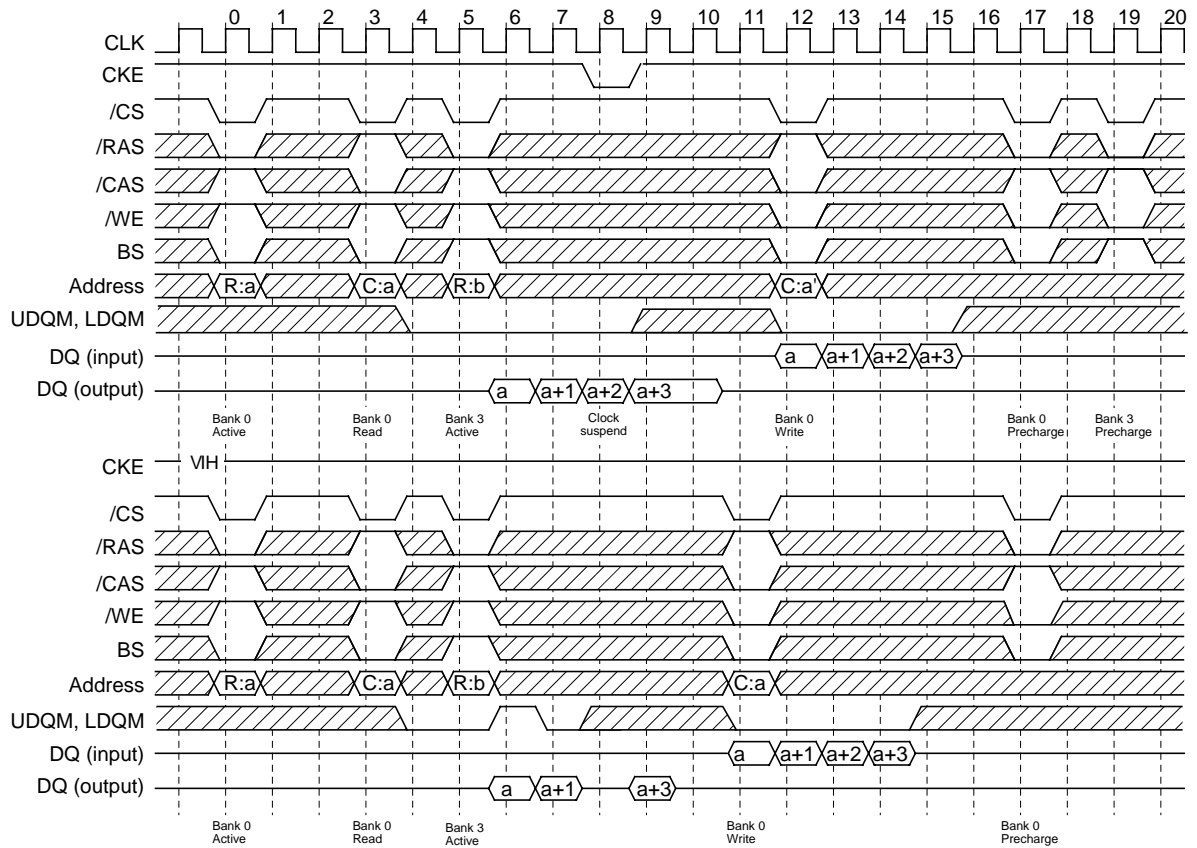 0 1 2 3 4 5 6 7 8 9 10 11 12 13 14 15 16 17 18 19 20
CLK
CKE
/CS
/RAS
/CAS
/WE
BS
Address R:a C:a R:b C:a'
UDQM, LDQM
DQ (input) a a+1 a+2 a+3
DQ (output) a a+1 a+2 a+3
Bank 0 Bank 0 Bank 3 Clock Bank 0 Bank 0 Bank 3
Active Read Active suspend Write Precharge Precharge
CKE VIH
/CS
/RAS
/CAS
/WE
BS
Address R:a C:a R:b C:a
UDQM, LDQM
DQ (input) a a+1 a+2 a+3
DQ (output) a a+1 a+3
Bank 0 Bank 0 Bank 3 Bank 0 Bank 0
Active Read Active Write Precharge